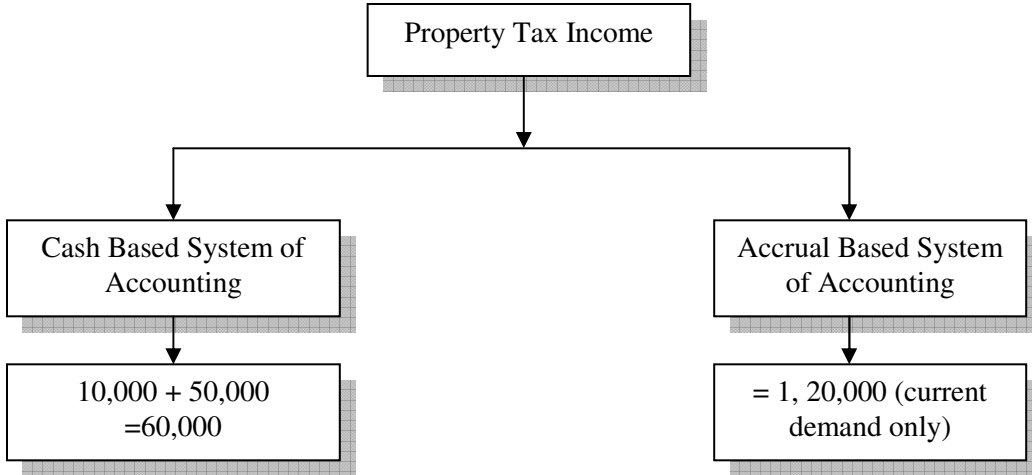 Property Tax Income
Cash Based System of
Accounting
Accrual Based System
of Accounting
10,000 + 50,000
=60,000
= 1, 20,000 (current
demand only)